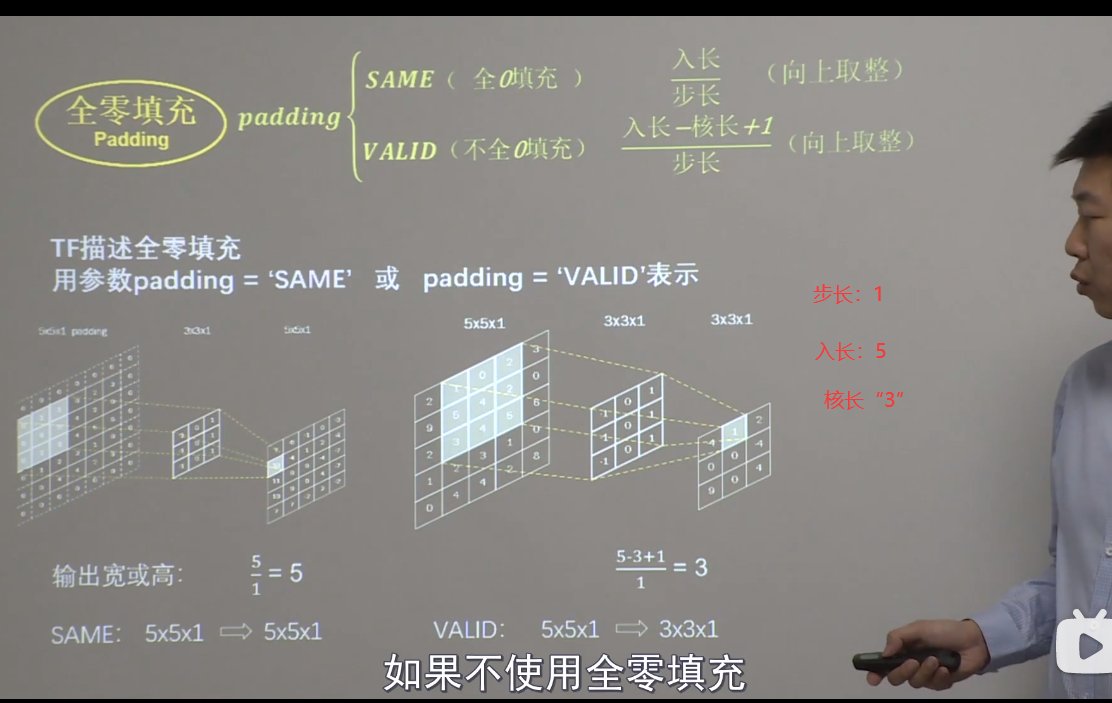 全零填充
Padding
padding
SAME（ 全0填充 ）
入长
步长
（向上取整）
VALID（不全0填充）
入长-核长+1
步长
（向上取整）
TF描述全零填充
用参数padding = ‘SAME’ 或 padding = ‘VALID’表示
步长：1
入长：5
核长“3”
5x5x1 padding
3x3x1
5x5x1
5x5x1
3x3x1
3x3x1
输出宽或高:
5
1
= 5
5-3+1
1
= 3
SAME: 5x5x1 ⇨ 5x5x1
VALID: 5x5x1 ⇨ 3x3x1
如果不使用全零填充